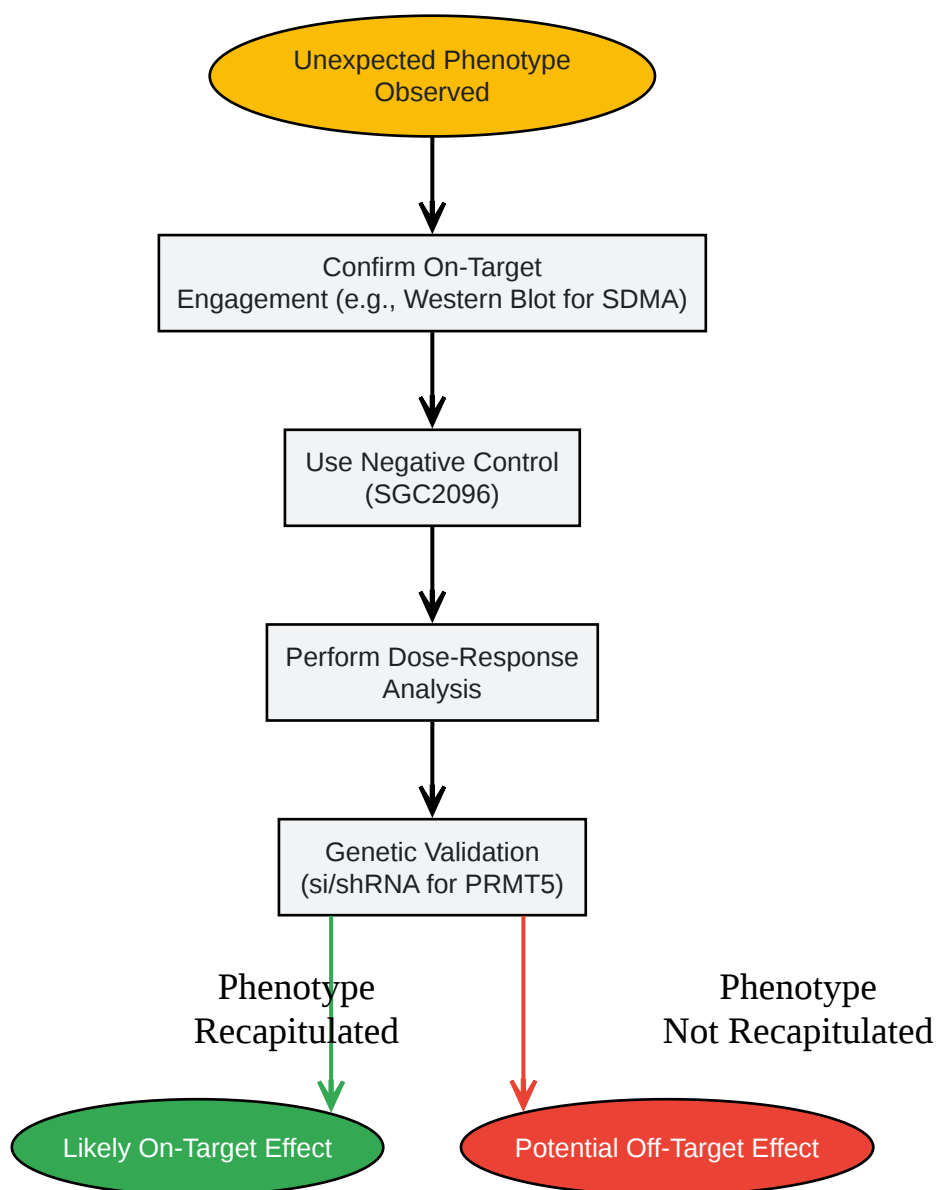 Unexpected Phenotype
Observed
Confirm On-Target
Engagement (e.g., Western Blot for SDMA)
Use Negative Control
(SGC2096)
Perform Dose-Response
Analysis
Genetic Validation
(si/shRNA for PRMT5)
Phenotype
Recapitulated
Phenotype
Not Recapitulated
Likely On-Target Effect
Potential Off-Target Effect